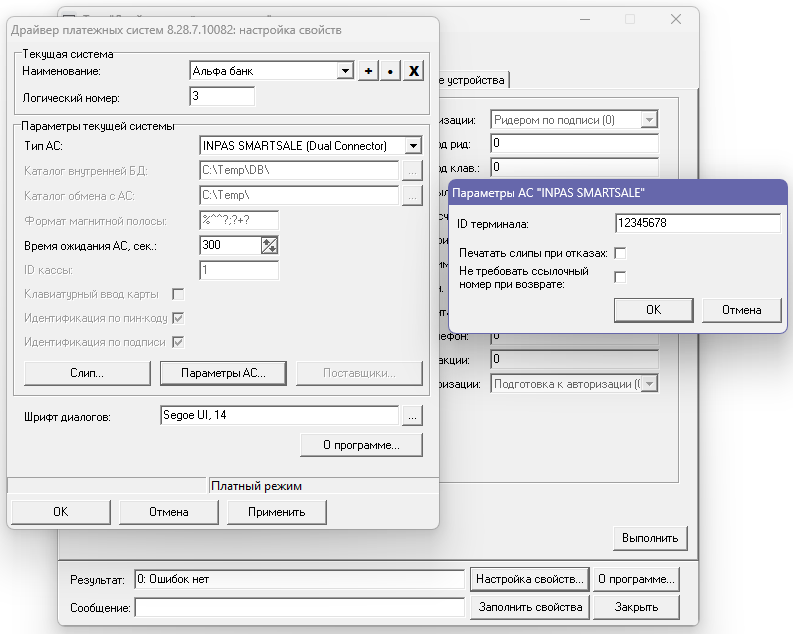 Драйвер платежных систем 8.28.7.10082: настройка свойств
Текущая система
Наименование: Альфа банк + • X
Логический номер: 3
Параметры текущей системы
Тип АС: INPAS SMARTSALE (Dual Connector)
Каталог внутренней БД: C:\Temp\DB\ ...
Каталог обмена с АС: C:\Temp\ ...
Формат магнитной полосы: %^^?;?+?
Время ожидания АС, сек.: 300
ID кассы: 1
Клавиатурный ввод карты
Идентификация по пин-коду
Идентификация по подписи
Слип... Параметры АС... Поставщики...
Шрифт диалогов: Segoe UI, 14 ...
О программе...
Платный режим
ОК Отмена Применить
е устройства
изации: Ридером по подписи (0)
од рид: 0
од клав.: 0
Параметры АС "INPAS SMARTSALE"
ID терминала: 12345678
Печатать слипы при отказах:
Не требовать ссылочный
номер при возврате:
ОК Отмена
лефон: 0
акции: 0
оризации: Подготовка к авторизации (0
Выполнить
Результат: 0: Ошибок нет Настройка свойств... О программе...
Сообщение: Заполнить свойства Закрыть